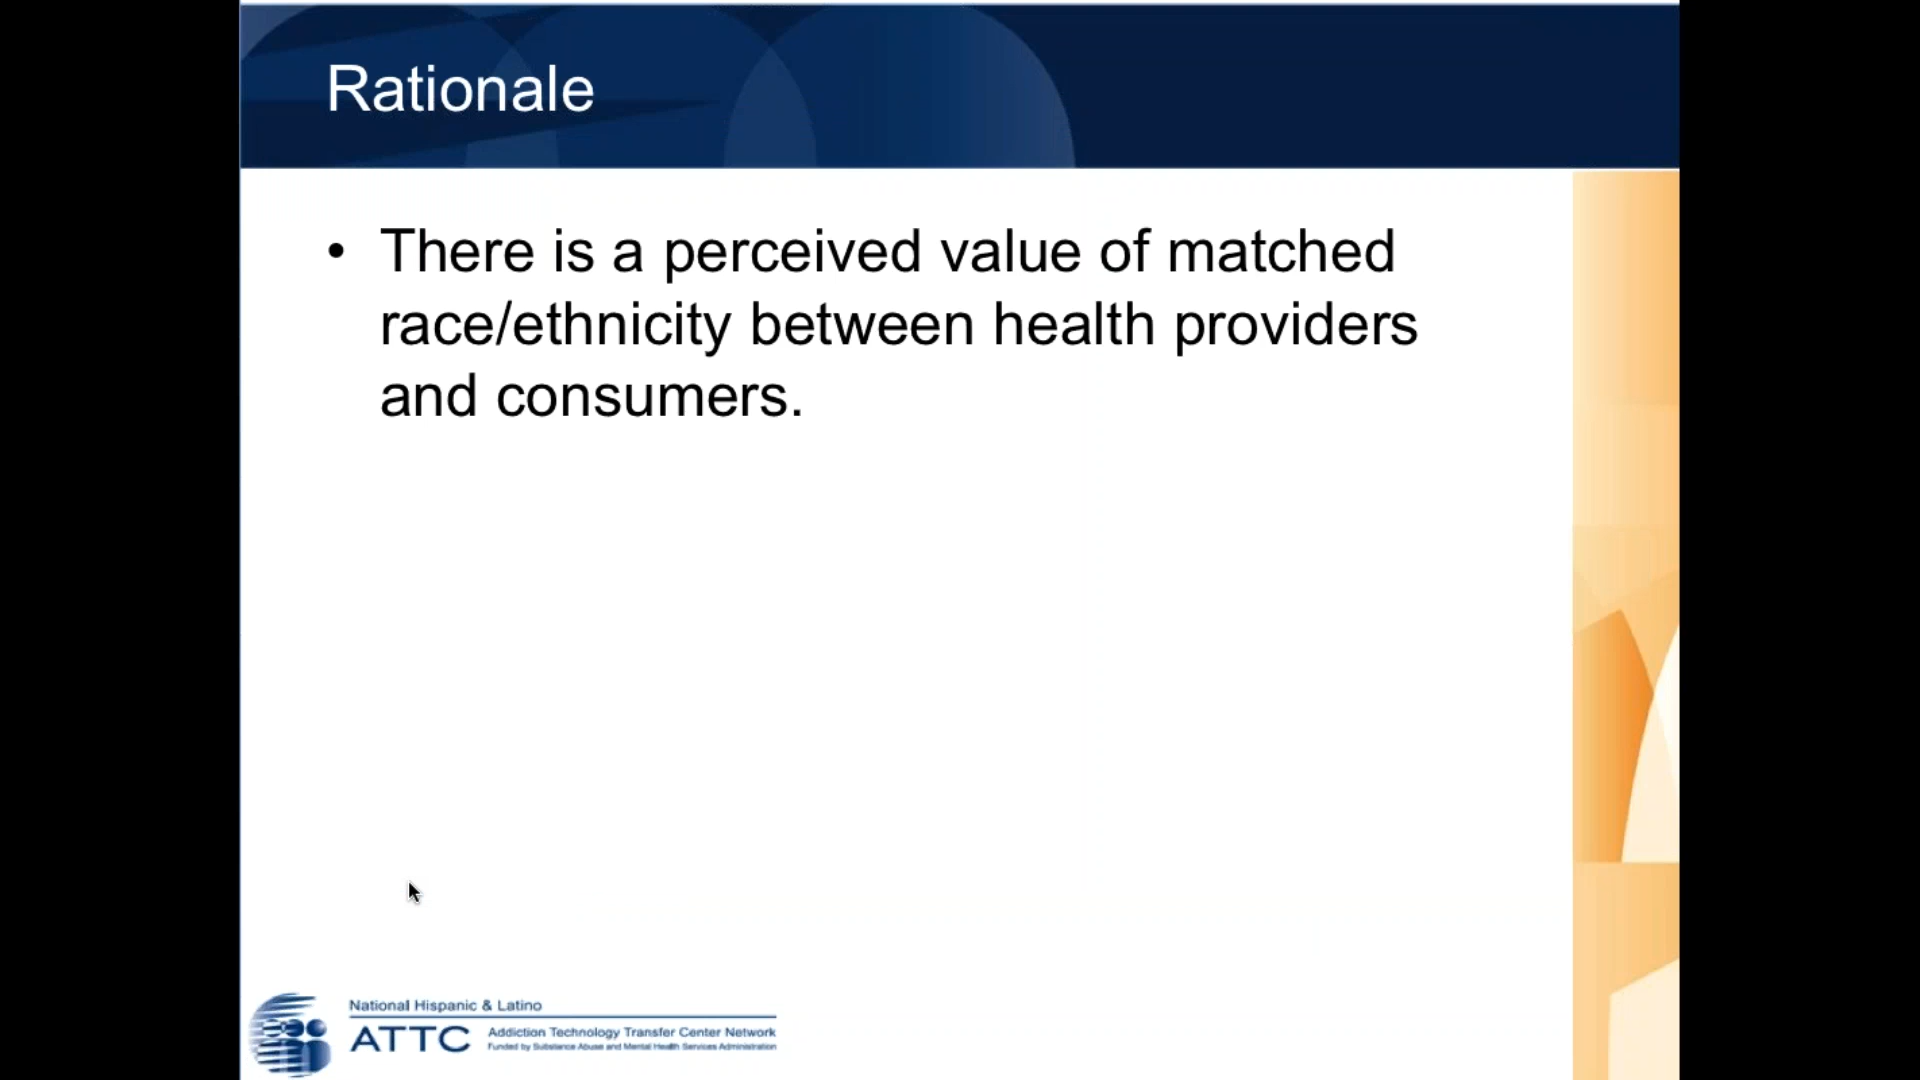 Rationale
• There is a perceived value of matched
race/ethnicity between health providers
and consumers.
National Hispanic & Latino
ATTC
Addiction Technology Transfer Center Network
Funded by Substance Abuse and Mental Health Services Administration